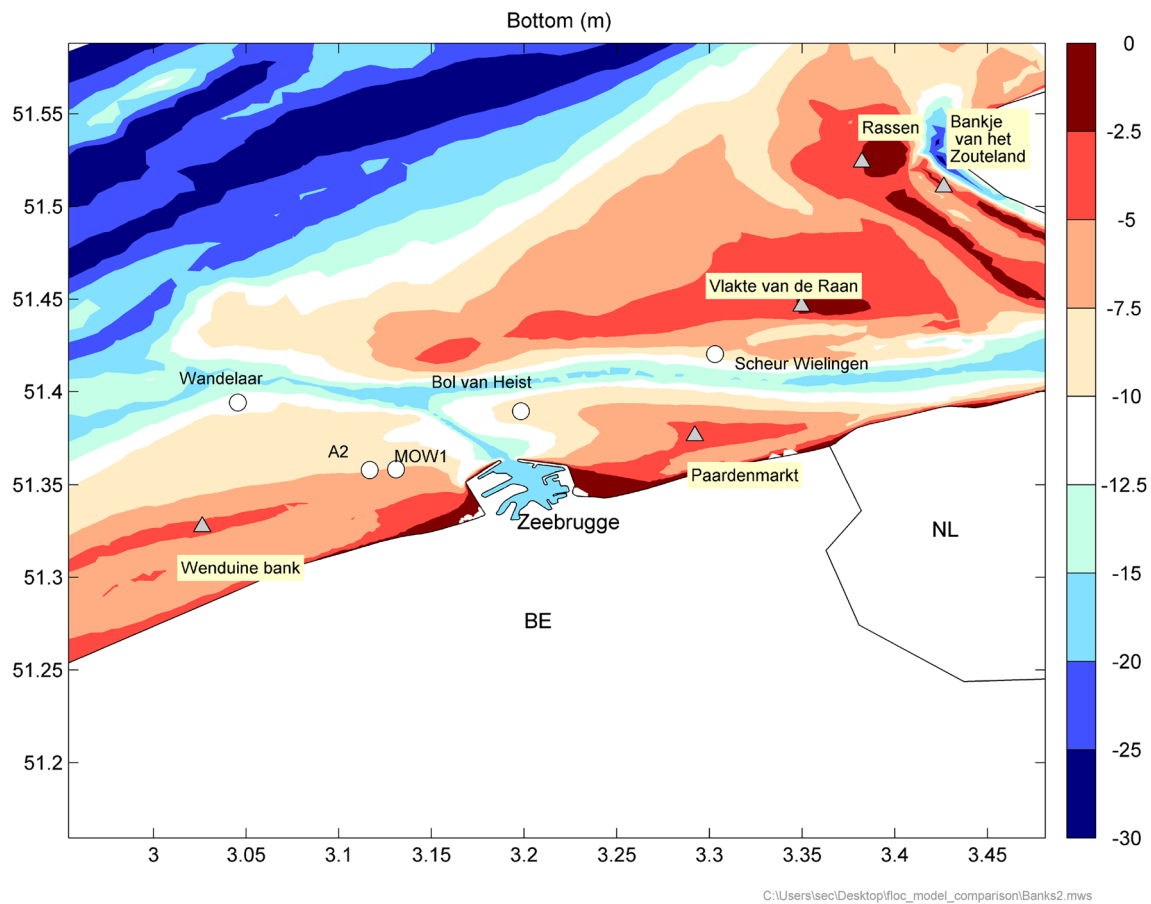 Bottom (m)
0
-2.5
-5
-7.5
-10
-12.5
-15
-20
-25
-30
51.55
51.5
51.45
51.4
51.35
51.3
51.25
51.2
Rassen
Bankje
van het
Zouteland
Vlakte van de Raan
Scheur Wielingen
Wandelaar
Bol van Heist
A2
MOW1
Paardenmarkt
Zeebrugge
NL
Wenduine bank
BE
3
3.05
3.1
3.15
3.2
3.25
3.3
3.35
3.4
3.45
C:\Users\sec\Desktop\floc_model_comparison\Banks2.mws